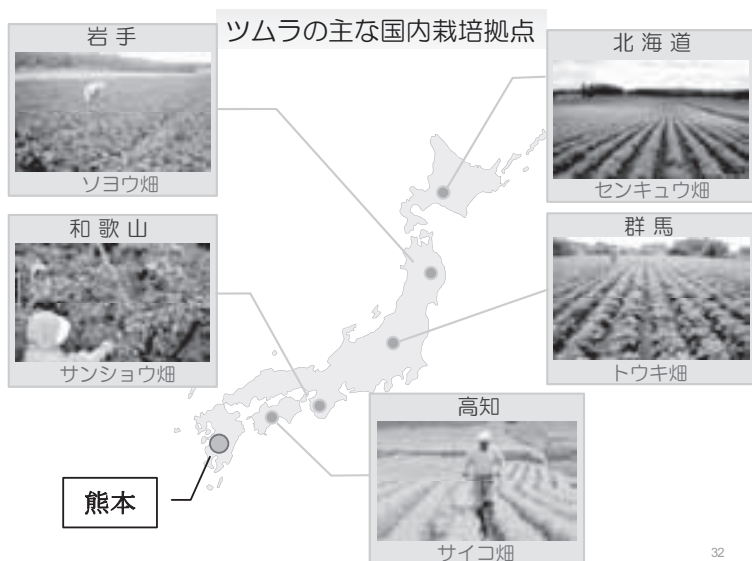 ツムラの主な国内栽培拠点
岩手
ソヨウ畑
北海道
センキュウ畑
和歌山
サンショウ畑
群馬
トウキ畑
高知
サイコ畑
熊本
32